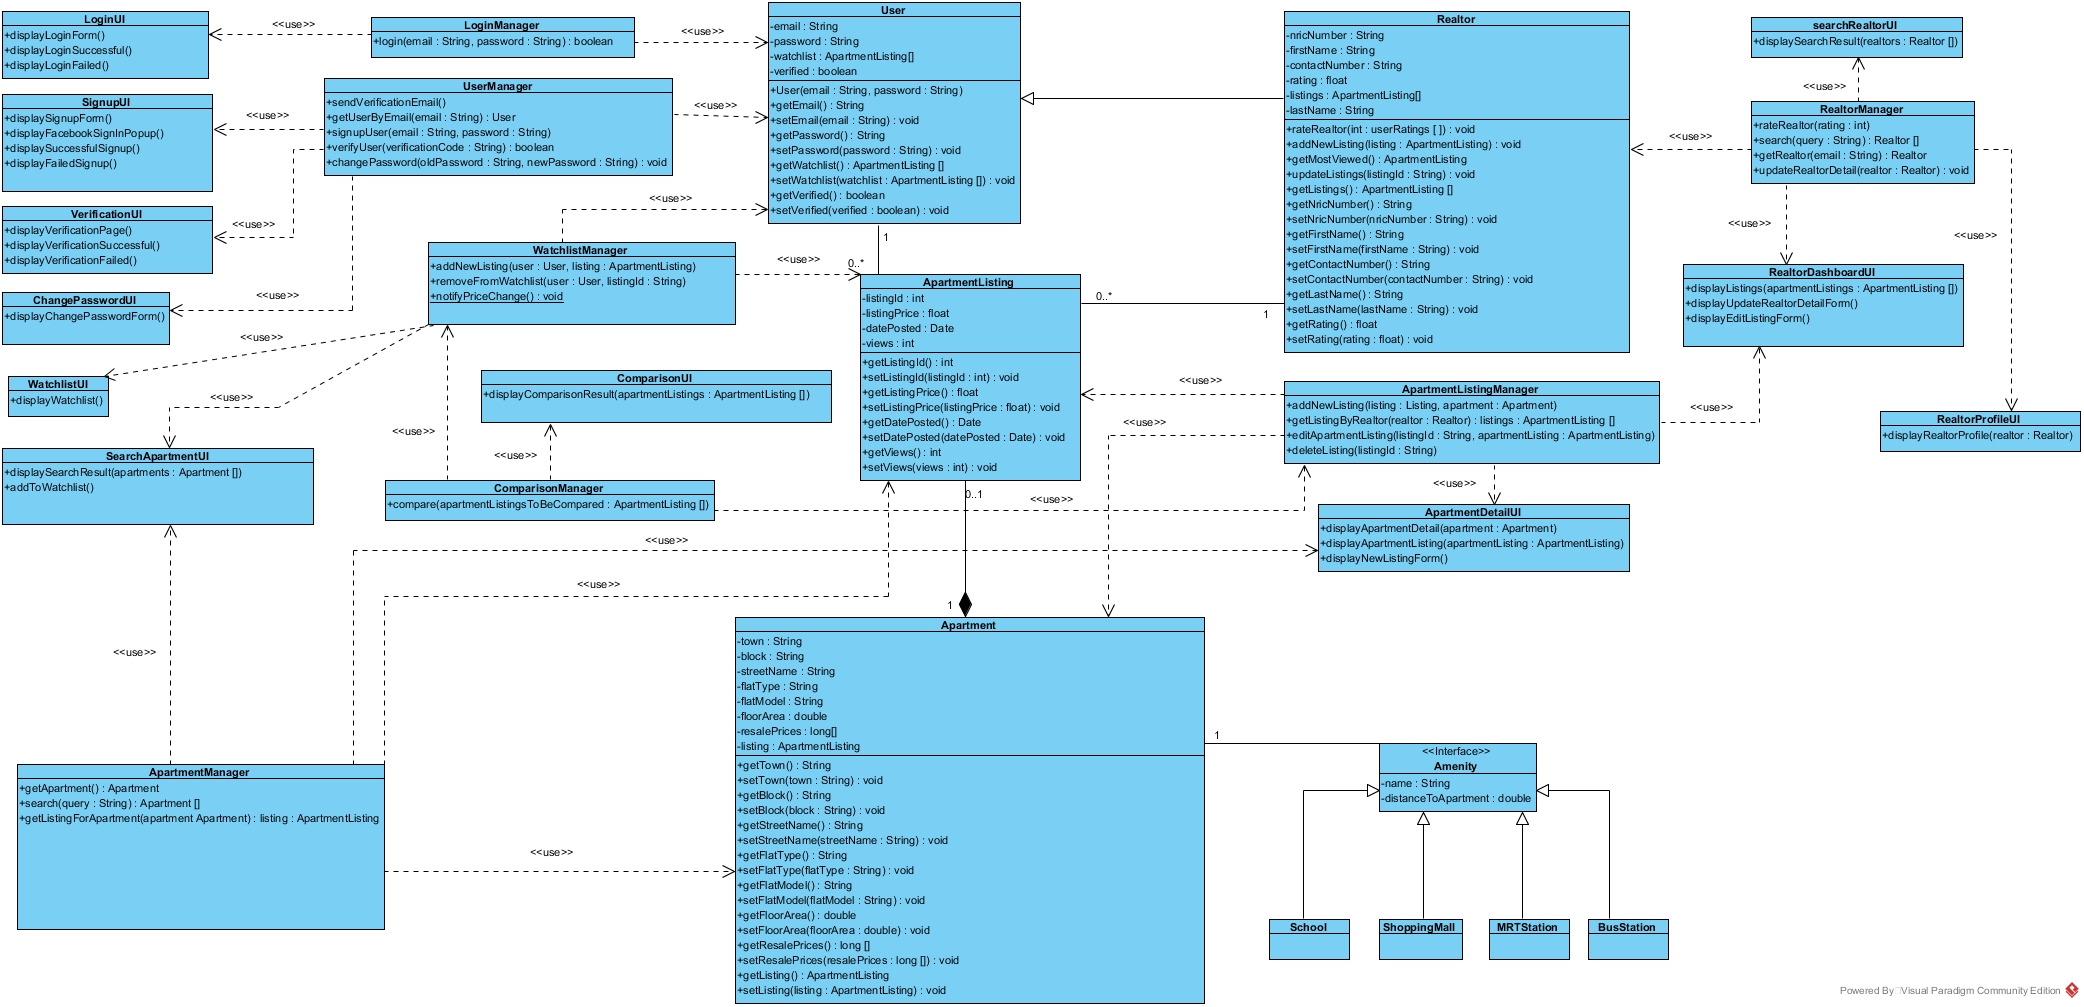 LoginUI
+displayLoginForm()
+displayLoginSuccessful()
+displayLoginFailed()
<<use>>
LoginManager
+login(email : String, password : String) : boolean
<<use>>
User
-email : String
-password : String
-watchlist : ApartmentListing[]
-verified : boolean
+User(email : String, password : String)
+getEmail() : String
+setEmail(email : String) : void
+getPassword() : String
+setPassword(password : String) : void
+getWatchlist() : ApartmentListing []
+setWatchlist(watchlist : ApartmentListing []) : void
+getVerified() : boolean
+setVerified(verified : boolean) : void
Realtor
-nricNumber : String
-firstName : String
-contactNumber : String
-rating : float
-listings : ApartmentListing[]
-lastName : String
+rateRealtor(int : userRatings [ ]) : void
+addNewListing(listing : ApartmentListing) : void
+getMostViewed() : ApartmentListing
+updateListings(listingId : String) : void
+getListings() : ApartmentListing []
+getNricNumber() : String
+setNricNumber(nricNumber : String) : void
+getFirstName() : String
+setFirstName(firstName : String) : void
+getContactNumber() : String
+setContactNumber(contactNumber : String) : void
+getLastName() : String
+setLastName(lastName : String) : void
+getRating() : float
+setRating(rating : float) : void
searchRealtorUI
+displaySearchResult(realtors : Realtor [])
<<use>>
RealtorManager
+rateRealtor(rating : int)
+search(query : String) : Realtor []
+getRealtor(email : String) : Realtor
+updateRealtorDetail(realtor : Realtor) : void
<<use>>
<<use>>
<<use>>
SignupUI
+displaySignupForm()
+displayFacebookSignInPopup()
+displaySuccessfulSignup()
+displayFailedSignup()
<<use>>
UserManager
+sendVerificationEmail()
+getUserByEmail(email : String) : User
+signupUser(email : String, password : String)
+verifyUser(verificationCode : String) : boolean
+changePassword(oldPassword : String, newPassword : String) : void
<<use>>
VerificationUI
+displayVerificationPage()
+displayVerificationSuccessful()
+displayVerificationFailed()
<<use>>
<<use>>
WatchlistManager
+addNewListing(user : User, listing : ApartmentListing)
+removeFromWatchlist(user : User, listingId : String)
+notifyPriceChange() : void
<<use>>
1
0..*
ChangePasswordUI
+displayChangePasswordForm()
<<use>>
<<use>>
ApartmentListing
-listingId : int
-listingPrice : float
-datePosted : Date
-views : int
+getListingId() : int
+setListingId(listingId : int) : void
+getListingPrice() : float
+setListingPrice(listingPrice : float) : void
+getDatePosted() : Date
+setDatePosted(datePosted : Date) : void
+getViews() : int
+setViews(views : int) : void
0..*
1
RealtorDashboardUI
+displayListings(apartmentListings : ApartmentListing [])
+displayUpdateRealtorDetailForm()
+displayEditListingForm()
WatchlistUI
+displayWatchlist()
<<use>>
ComparisonUI
+displayComparisonResult(apartmentListings : ApartmentListing [])
<<use>>
<<use>>
<<use>>
<<use>>
ApartmentListingManager
+addNewListing(listing : Listing, apartment : Apartment)
+getListingByRealtor(realtor : Realtor) : listings : ApartmentListing []
+editApartmentListing(listingId : String, apartmentListing : ApartmentListing)
+deleteListing(listingId : String)
<<use>>
RealtorProfileUI
+displayRealtorProfile(realtor : Realtor)
SearchApartmentUI
+displaySearchResult(apartments : Apartment [])
+addToWatchlist()
ComparisonManager
+compare(apartmentListingsToBeCompared : ApartmentListing [])
0..1
<<use>>
<<use>>
ApartmentDetailUI
+displayApartmentDetail(apartment : Apartment)
+displayApartmentListing(apartmentListing : ApartmentListing)
+displayNewListingForm()
<<use>>
<<use>>
1
<<use>>
Apartment
-town : String
-block : String
-streetName : String
-flatType : String
-flatModel : String
-floorArea : double
-resalePrices : long[]
-listing : ApartmentListing
+getTown() : String
+setTown(town : String) : void
+getBlock() : String
+setBlock(block : String) : void
+getStreetName() : String
+setStreetName(streetName : String) : void
+getFlatType() : String
+setFlatType(flatType : String) : void
+getFlatModel() : String
+setFlatModel(flatModel : String) : void
+getFloorArea() : double
+setFloorArea(floorArea : double) : void
+getResalePrices() : long []
+setResalePrices(resalePrices : long []) : void
+getListing() : ApartmentListing
+setListing(listing : ApartmentListing) : void
1
<<Interface>>
Amenity
-name : String
-distanceToApartment : double
ApartmentManager
+getApartment() : Apartment
+search(query : String) : Apartment []
+getListingForApartment(apartment Apartment) : listing : ApartmentListing
<<use>>
School
ShoppingMall
MRTStation
BusStation
Powered By Visual Paradigm Community Edition